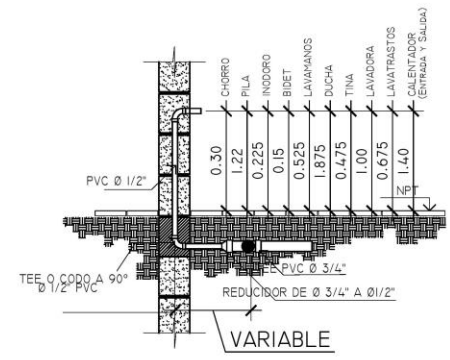 CHORRO
PILA
INODORO
BIDET
LAVAMANOS
DUCHA
TINA
LAVADORA
LAVATRASTOS
CALENTADOR
(ENTRADA Y SALIDA)
0.30
1.22
0.225
0.15
0.525
1.875
0.475
1.00
0.675
1.40
PVC Ø 1/2"
NPT
TEE O CODO A 90°
Ø 1/2" PVC
PVC Ø 3/4"
REDUCIDOR DE Ø 3/4" A Ø1/2"
VARIABLE